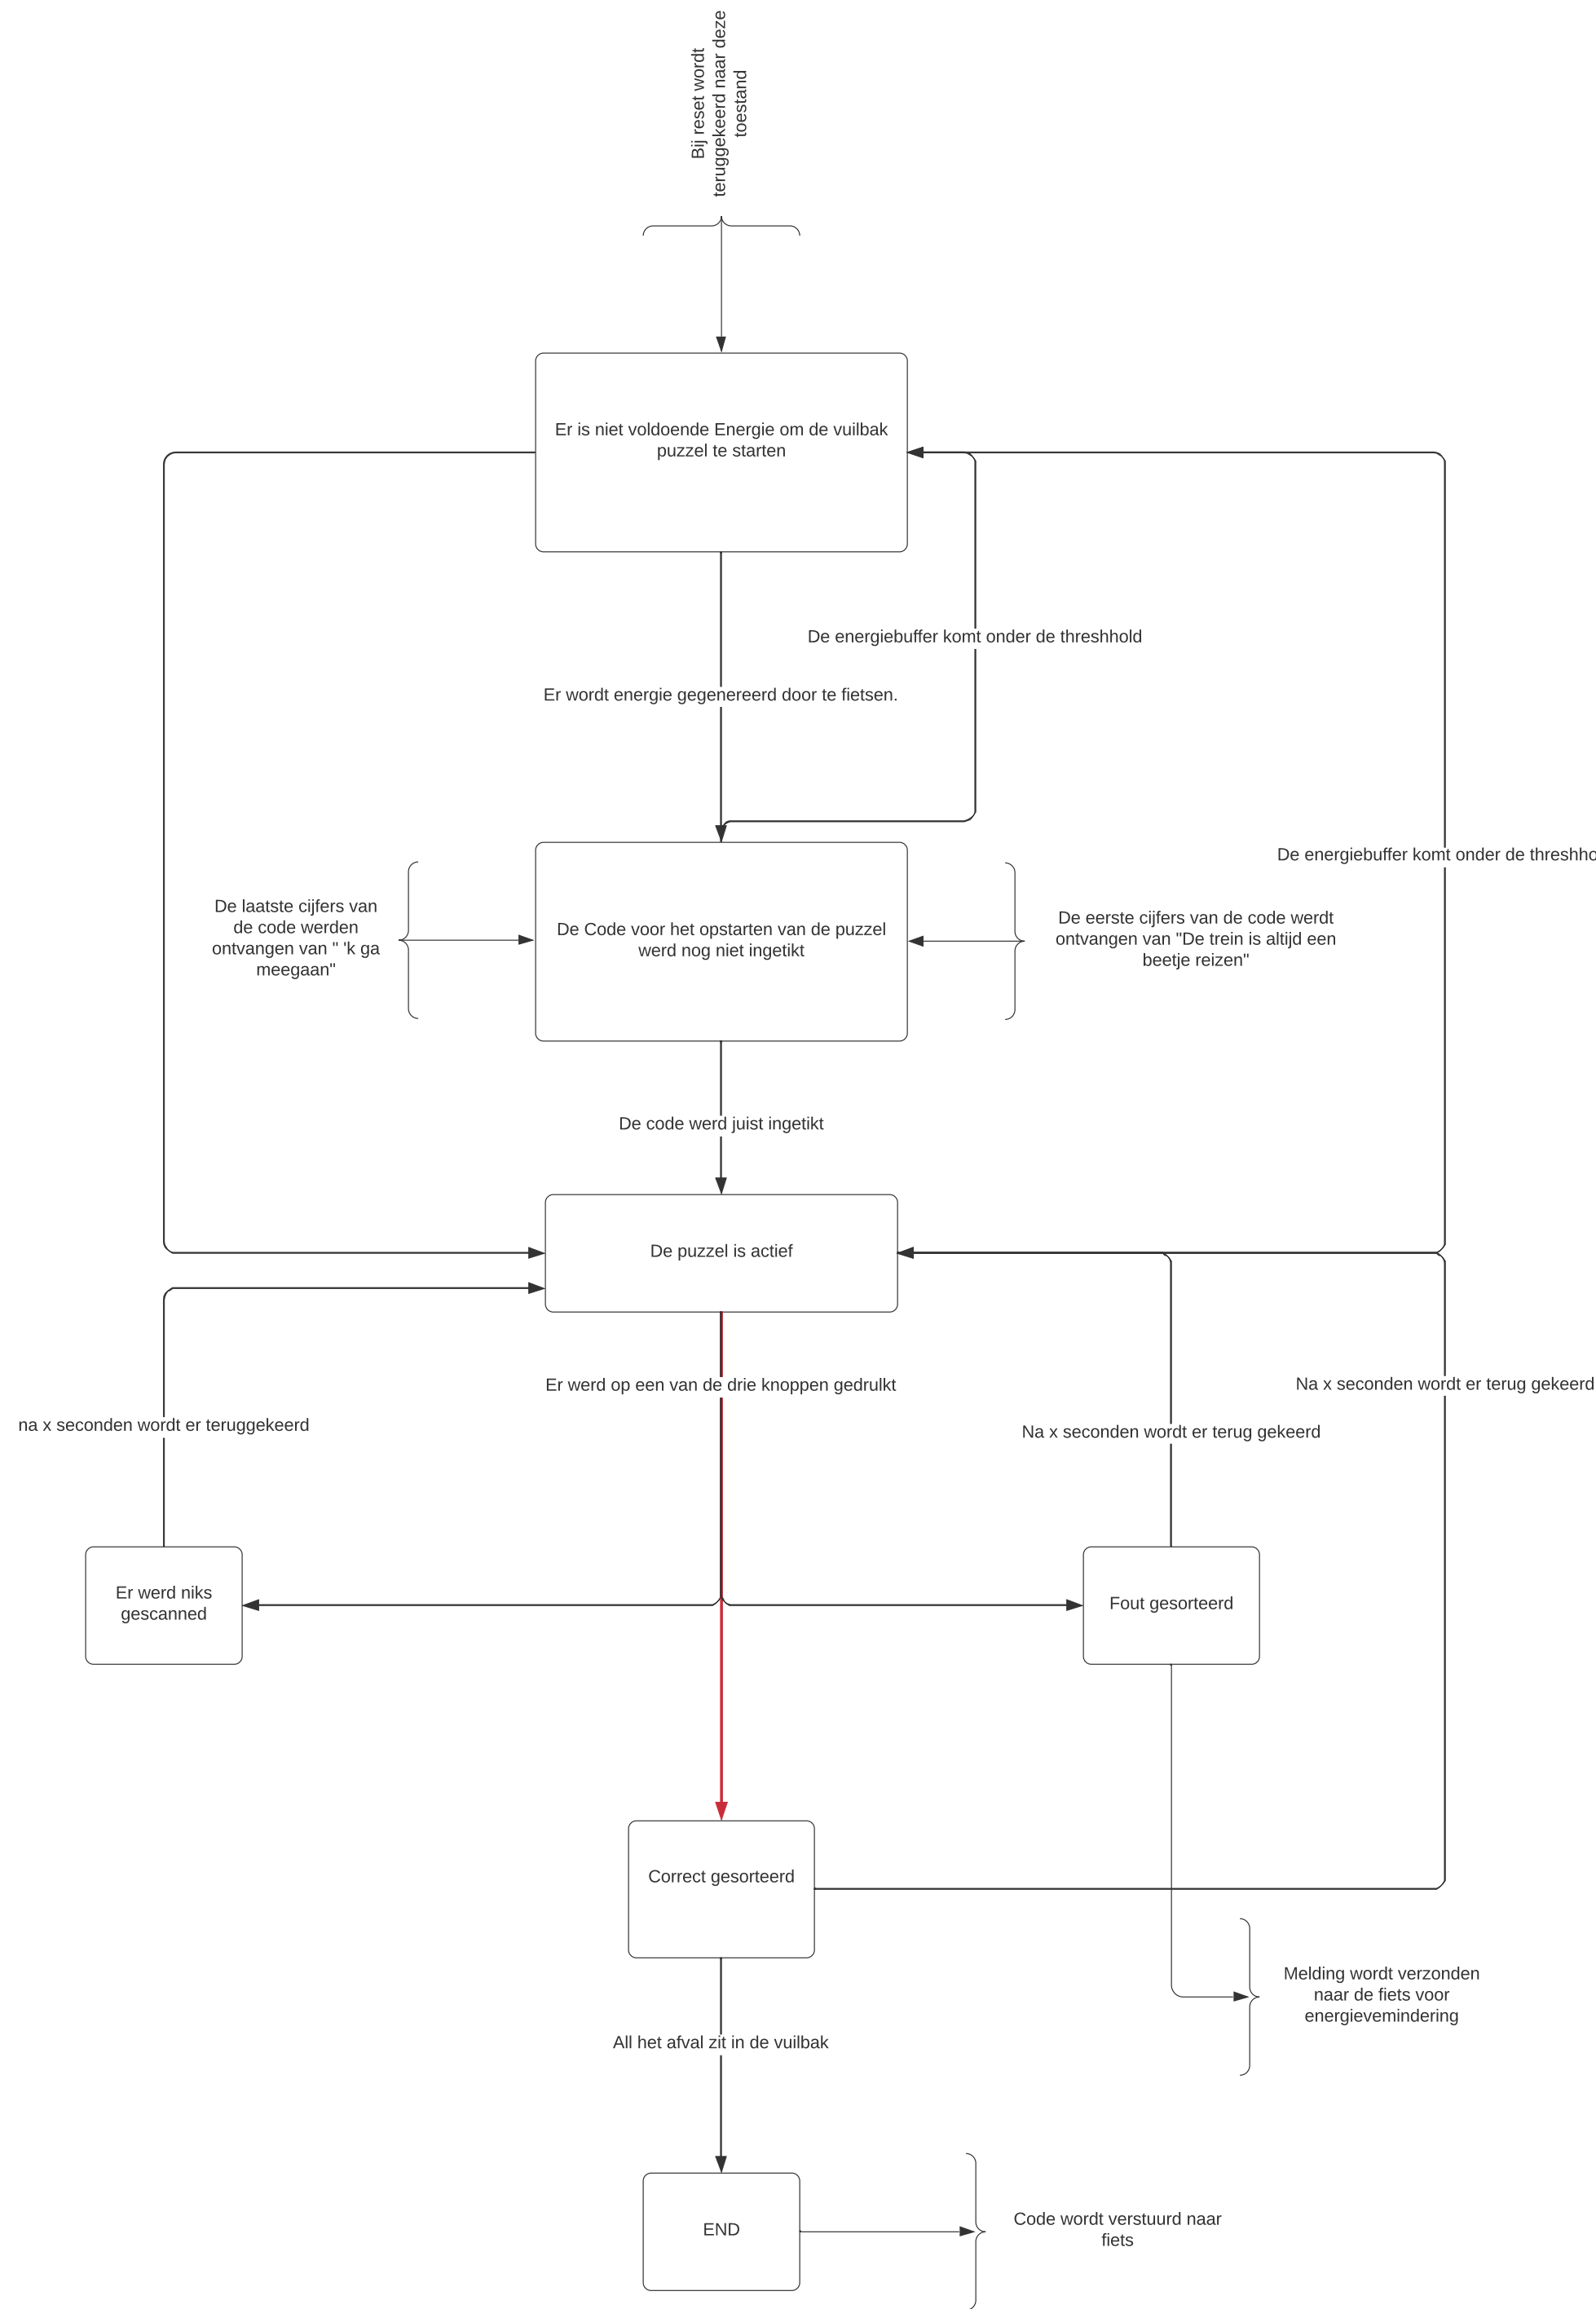 Bij reset wordt
teruggekeerd naar deze
toestand
Er is niet voldoende Energie om de vuilbak
puzzel te starten
De energiebuffer komt onder de threshhold
Er wordt energie gegenereerd door te fietsen.
De energiebuffer komt onder de threshho
De laatste cijfers van
de code werden
ontvangen van " 'k ga
meegaan"
De Code voor het opstarten van de puzzel
werd nog niet ingetikt
De eerste cijfers van de code werdt
ontvangen van "De trein is altijd een
beetje reizen"
De code werd juist ingetikt
De puzzel is actief
Er werd op een van de drie knoppen gedrulkt
Na x seconden wordt er terug gekeerd
na x seconden wordt er teruggekeerd
Na x seconden wordt er terug gekeerd
Er werd niks
gescanned
Fout gesorteerd
Correct gesorteerd
Melding wordt verzonden
naar de fiets voor
energievemindering
All het afval zit in de vuilbak
END
Code wordt verstuurd naar
fiets